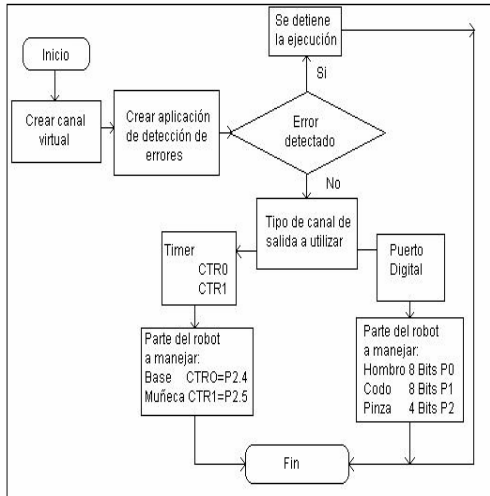 Se detiene
la ejecución
Inicio
Si
Crear canal
virtual
Crear aplicación
de detección de
errores
Error
detectado
No
Tipo de canal de
salida a utilizar
Timer
CTR0
CTR1
Puerto
Digital
Parte del robot
a manejar:
Base CTRO=P2.4
Muñeca CTR1=P2.5
Parte del robot
a manejar:
Hombro 8 Bits P0
Codo 8 Bits P1
Pinza 4 Bits P2
Fin